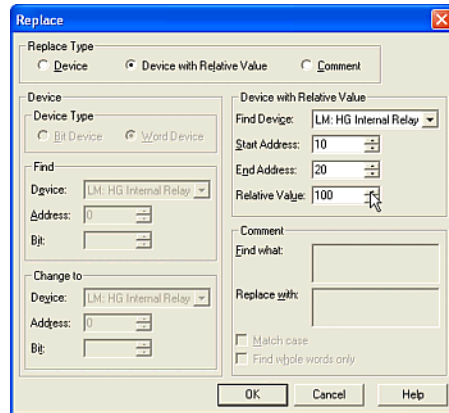 Replace
Replace Type
Device
Device with Relative Value
Comment
Device
Device Type
Bit Device
Word Device
Find
Device: LM: HG Internal Relay
Address: 0
Bit:
Change to
Device: LM: HG Internal Relay
Address: 0
Bit:
Device with Relative Value
Find Device: LM: HG Internal Relay
Start Address: 10
End Address: 20
Relative Value: 100
Comment
Find what:
Replace with:
Match case
Find whole words only
OK
Cancel
Help